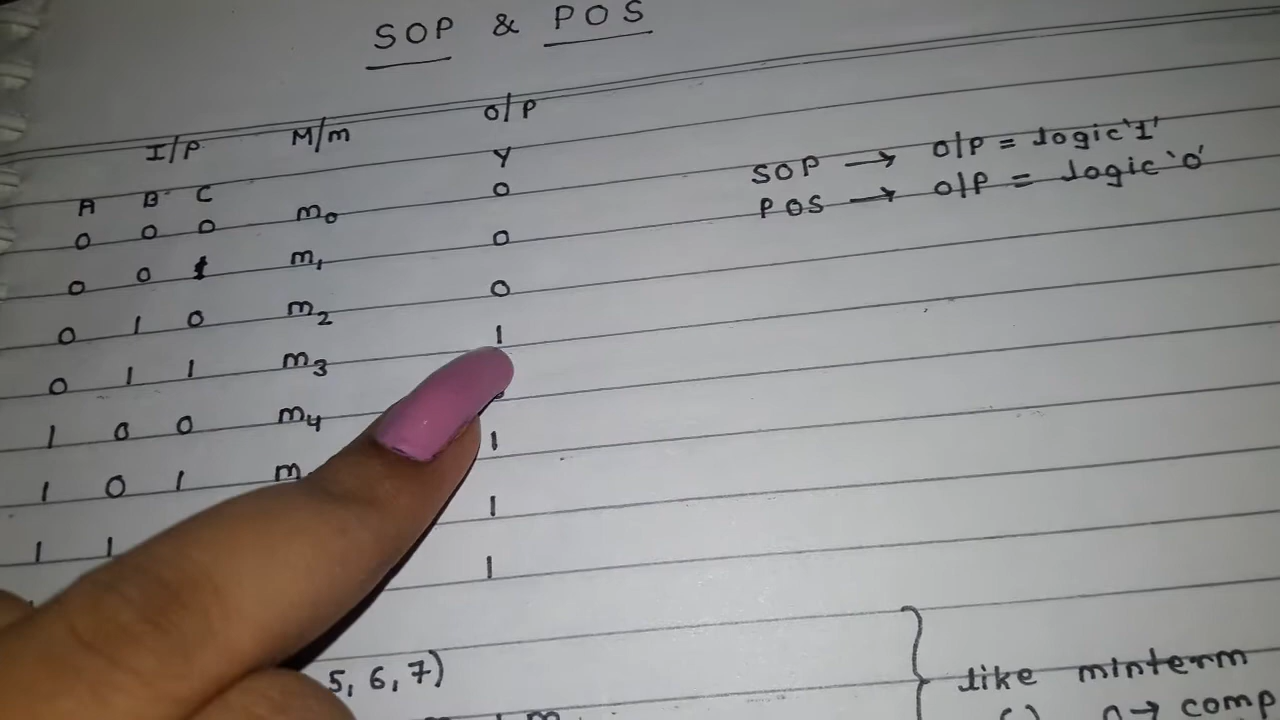 SOP & POS
I/P M/m O/P
A B C Y
0 0 0 m0 0
0 0 1 m1 0
0 1 0 m2 0
0 1 1 m3 1
1 0 0 m4
1 0 1 m 1
1 1 1
1
SOP → O/P = logic '1'
POS → O/P = logic '0'
5, 6, 7)
like minterm
→ comp